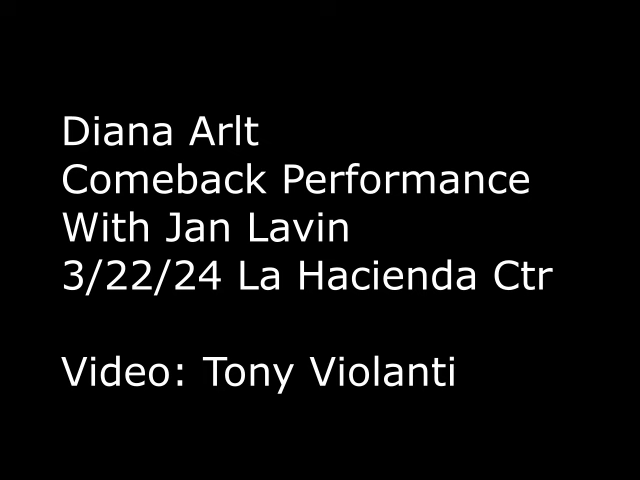 Diana Arlt
Comeback Performance
With Jan Lavin
3/22/24 La Hacienda Ctr
Video: Tony Violanti